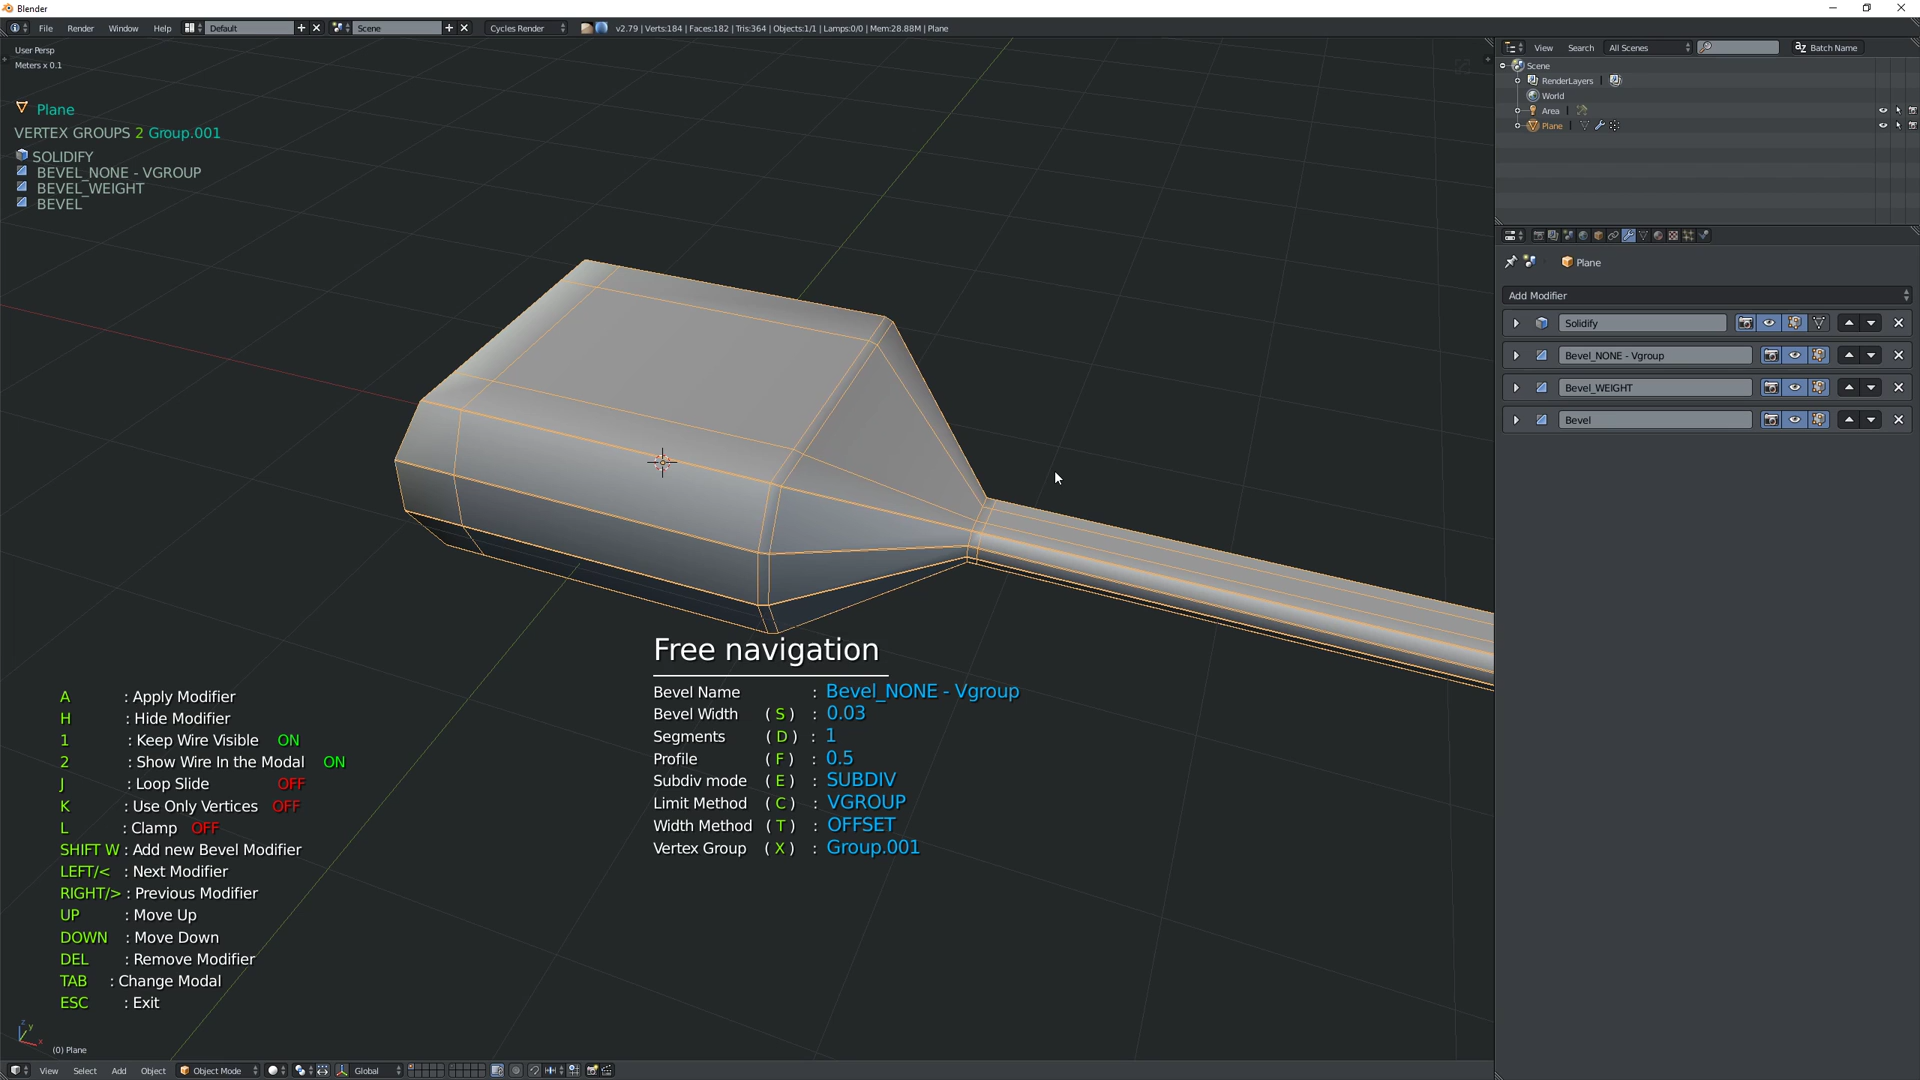 Blender
File Render Window Help Default Scene Cycles Render v2.79 | Verts:184 | Faces:182 | Tris:364 | Objects:1/1 | Lamps:0/0 | Mem:28.88M | Plane
User Persp
Meters x 0.1
Plane
VERTEX GROUPS 2 Group.001
SOLIDIFY
BEVEL_NONE - VGROUP
BEVEL_WEIGHT
BEVEL
Free navigation
Bevel Name : Bevel_NONE - Vgroup
Bevel Width ( S ) : 0.03
Segments ( D ) : 1
Profile ( F ) : 0.5
Subdiv mode ( E ) : SUBDIV
Limit Method ( C ) : VGROUP
Width Method ( T ) : OFFSET
Vertex Group ( X ) : Group.001
A : Apply Modifier
H : Hide Modifier
1 : Keep Wire Visible ON
2 : Show Wire In the Modal ON
J : Loop Slide OFF
K : Use Only Vertices OFF
L : Clamp OFF
SHIFT W : Add new Bevel Modifier
LEFT/< : Next Modifier
RIGHT/> : Previous Modifier
UP : Move Up
DOWN : Move Down
DEL : Remove Modifier
TAB : Change Modal
ESC : Exit
z y x
(0) Plane
View Select Add Object Object Mode Global
View Search All Scenes Batch Name
Scene
RenderLayers
World
Area
Plane
Plane
Add Modifier
Solidify
Bevel_NONE - Vgroup
Bevel_WEIGHT
Bevel